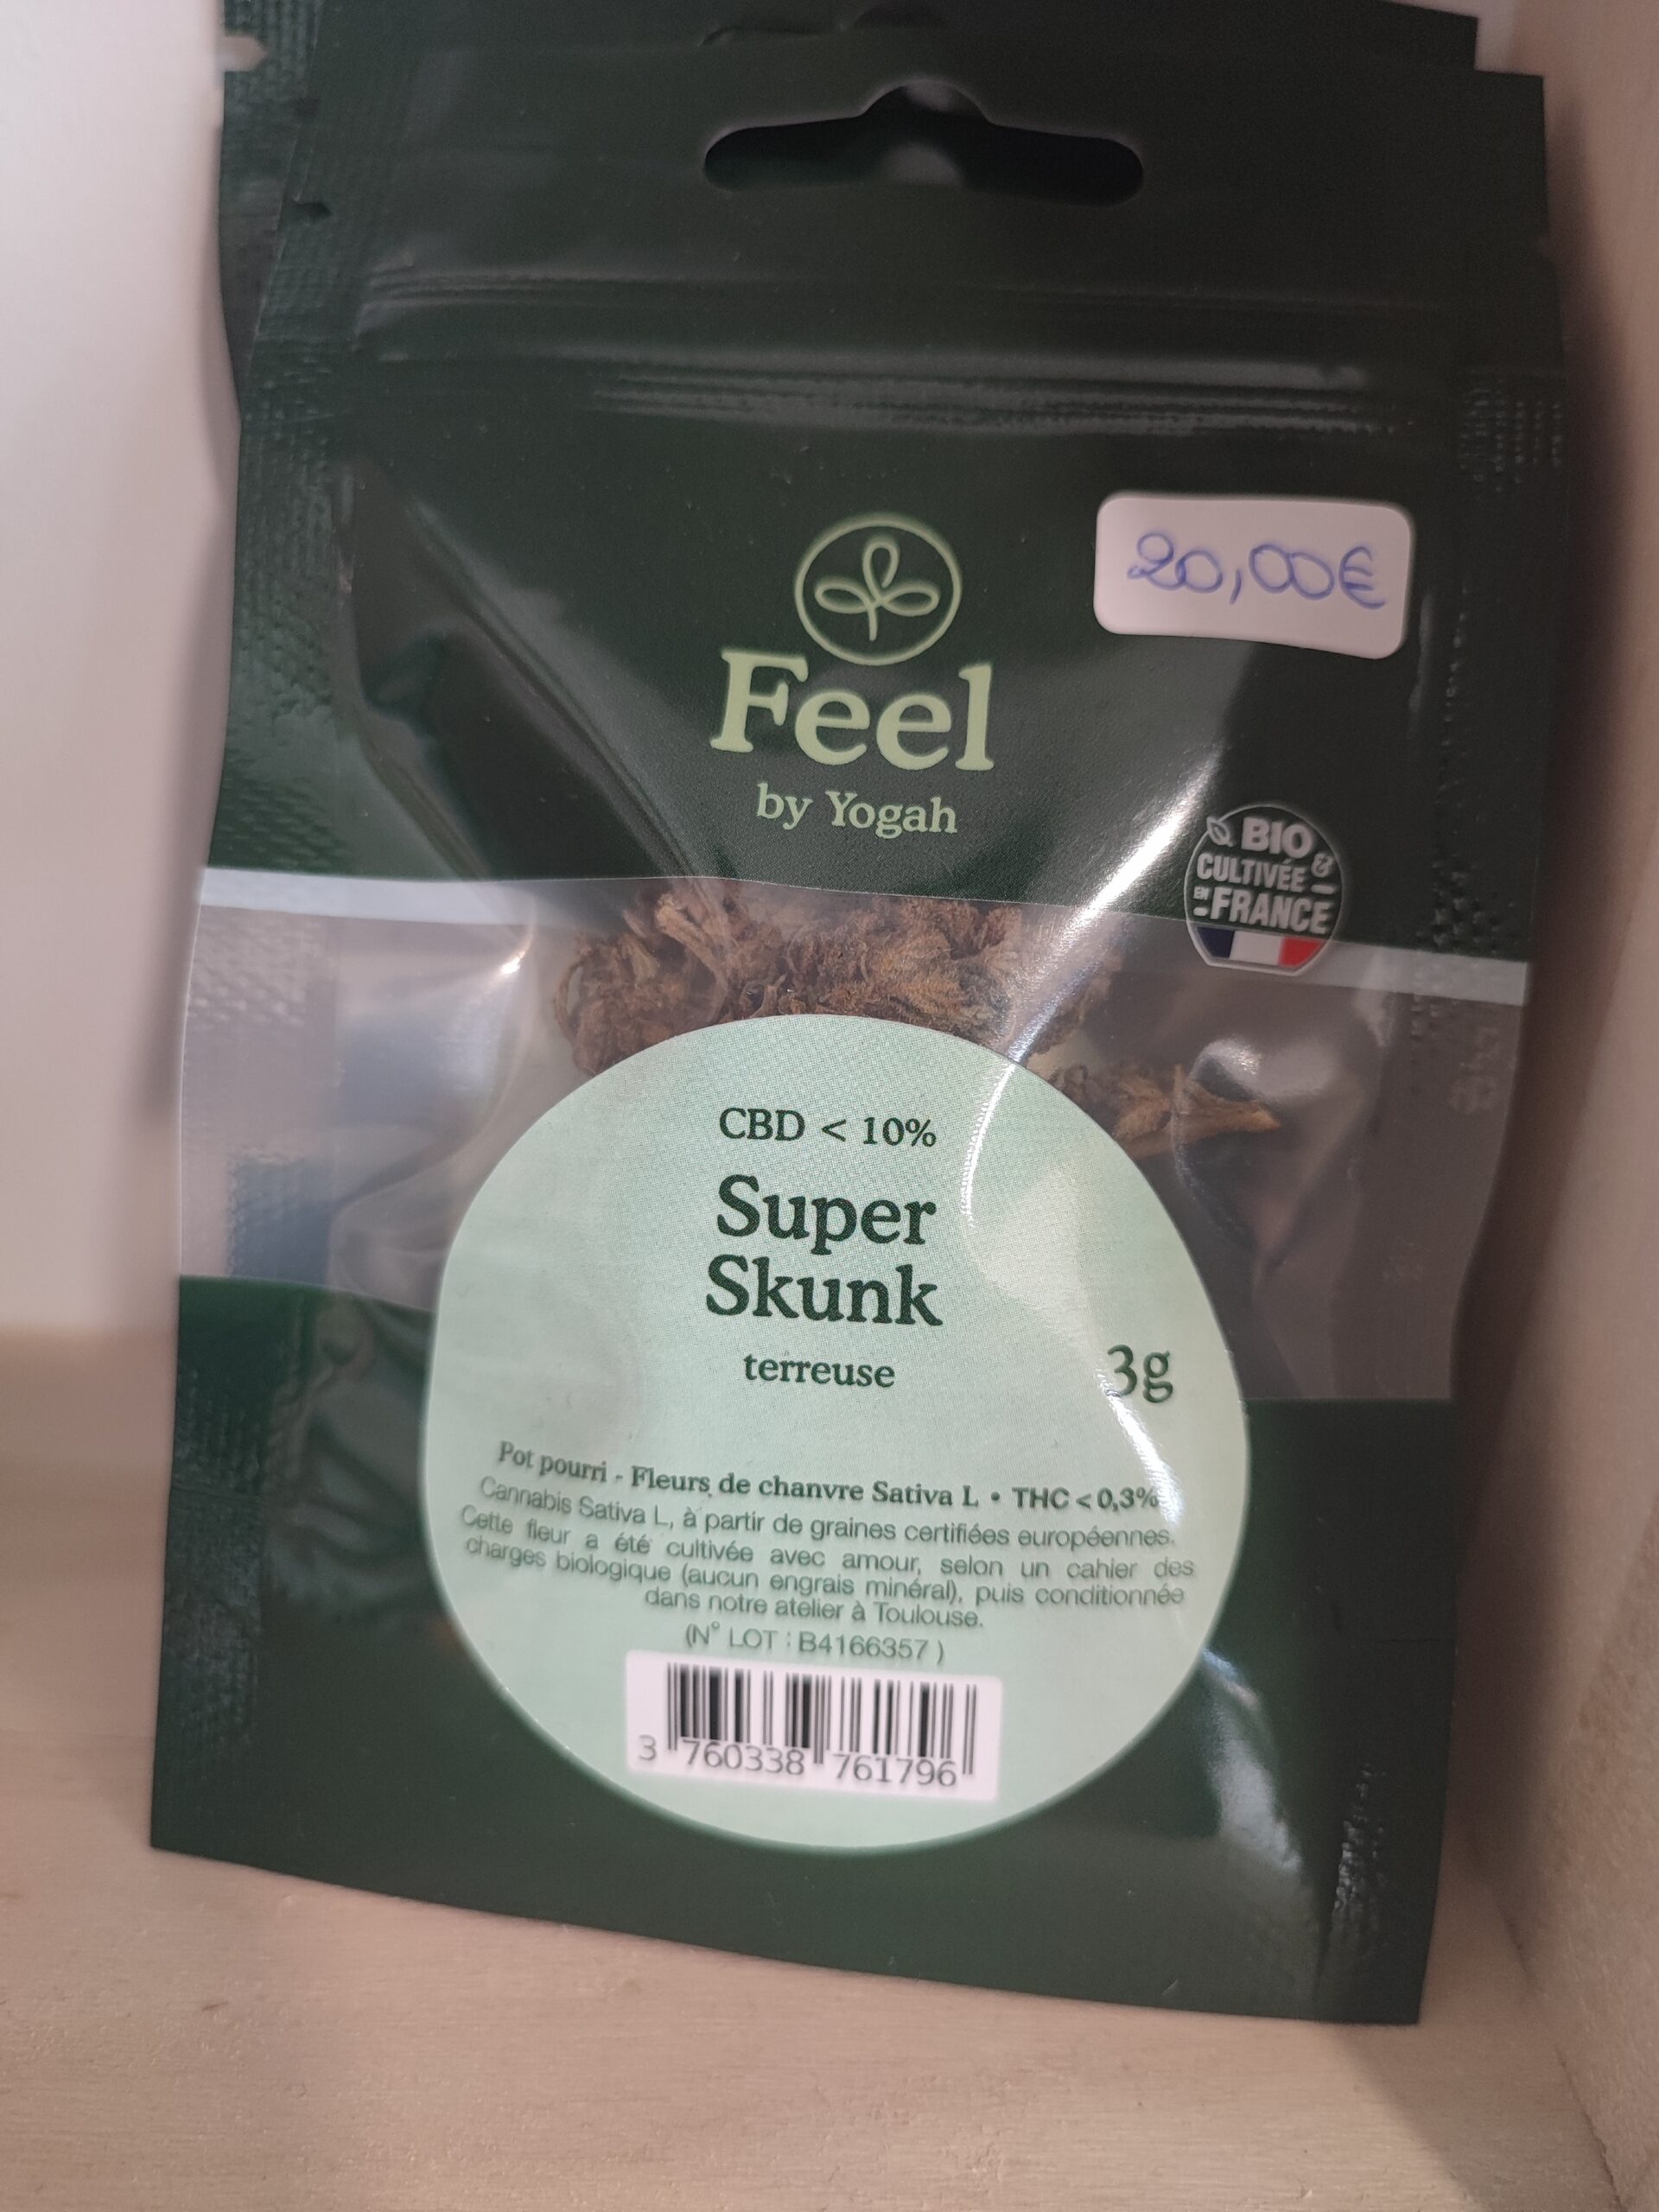 20,00€
Feel
by Yogah
BIO &
CULTIVÉE
EN
FRANCE
CBD < 10%
Super
Skunk
terreuse
3g
Pot pourri - Fleurs de chanvre Sativa L • THC < 0,3%
Cannabis Sativa L, à partir de graines certifiées européennes.
Cette fleur a été cultivée avec amour, selon un cahier des
charges biologique (aucun engrais minéral), puis conditionnée
dans notre atelier à Toulouse.
(N° LOT : B4166357 )
3 760338 761796